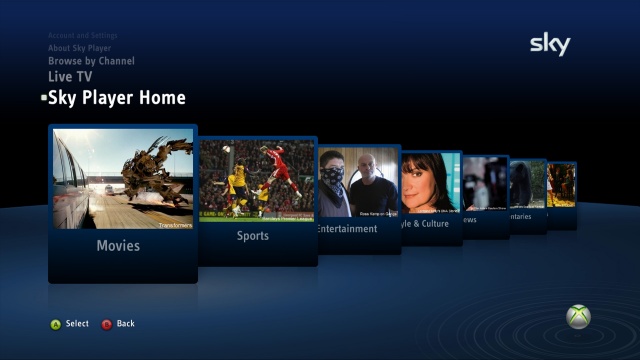 Account and Settings
About Sky Player
Browse by Channel
Live TV
Sky Player Home
sky
Transformers
Movies
Sports
Ross Kemp on Gangs
Entertainment
yle & Culture
ews
ntaries
A Select
B Back